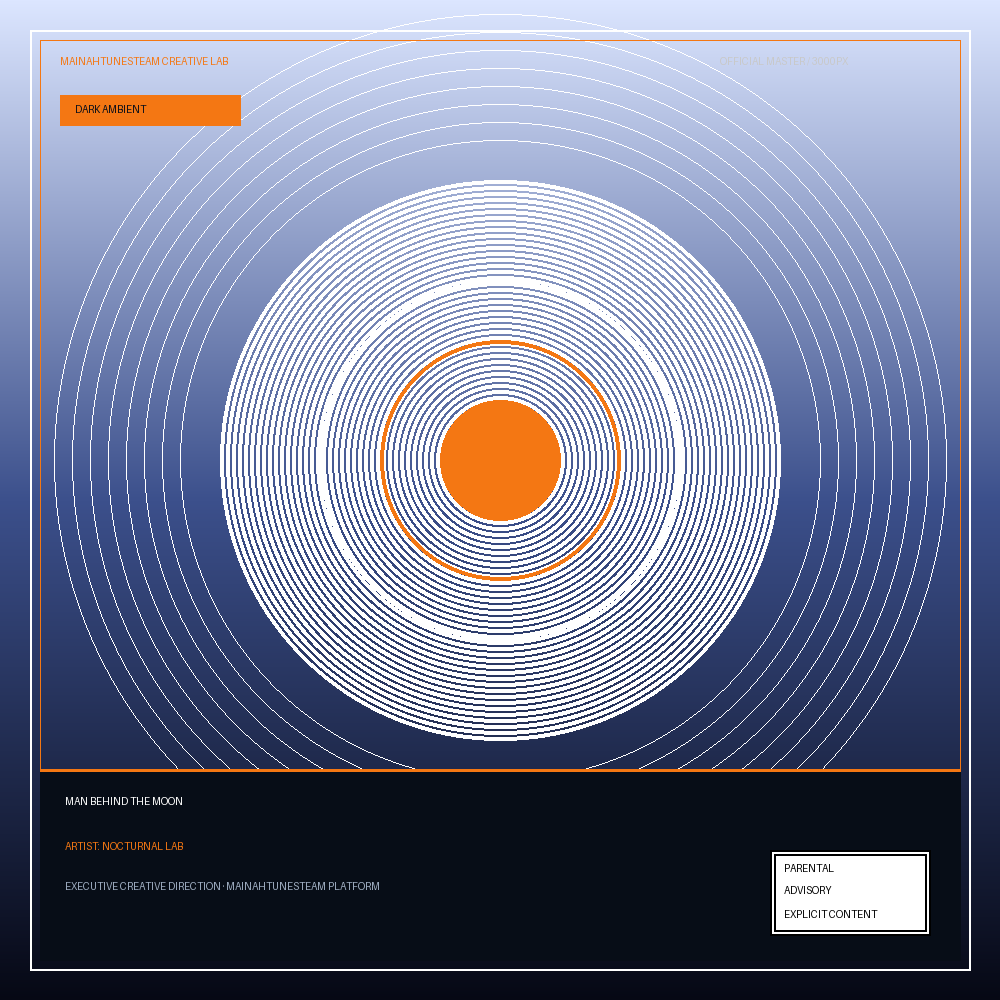 MAINAHTUNESTEAM CREATIVE LAB
OFFICIAL MASTER / 3000PX
DARK AMBIENT
MAN BEHIND THE MOON
ARTIST: NOCTURNAL LAB
EXECUTIVE CREATIVE DIRECTION · MAINAHTUNESTEAM PLATFORM
PARENTAL
ADVISORY
EXPLICIT CONTENT